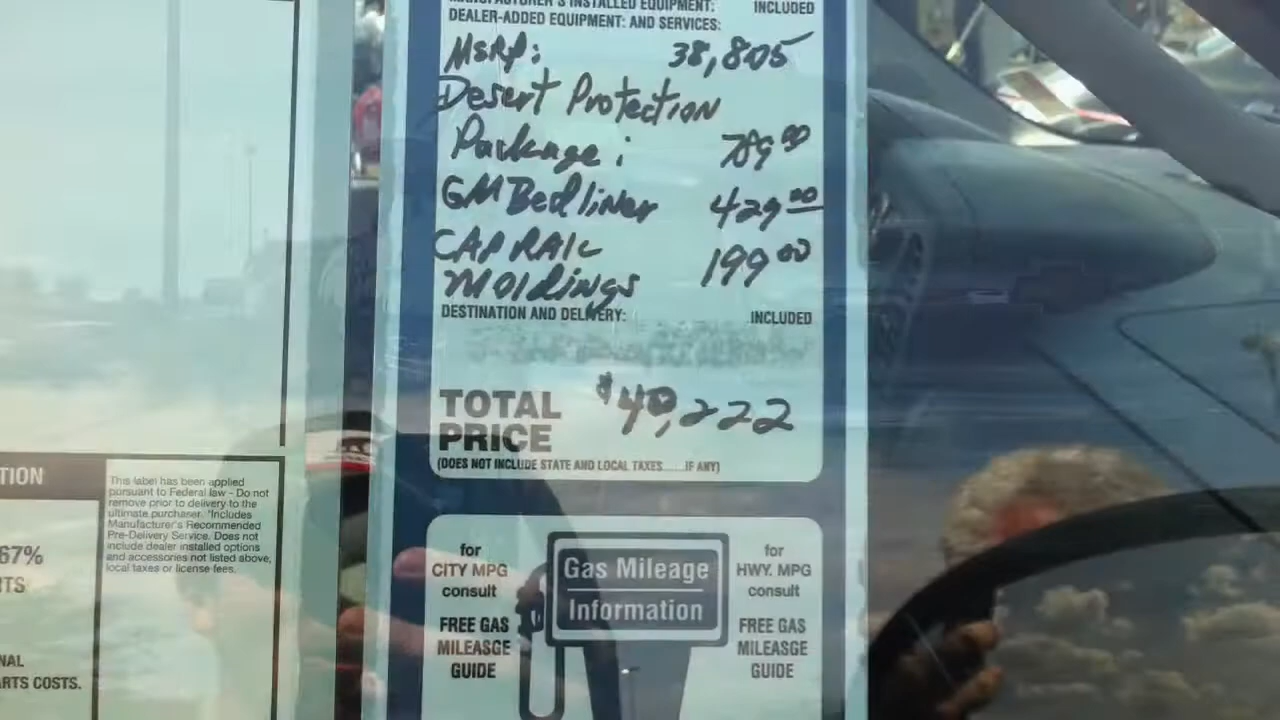 MANUFACTURER'S INSTALLED EQUIPMENT: INCLUDED
DEALER-ADDED EQUIPMENT: AND SERVICES:
MSRP: 38,805
Desert Protection
Package: 789.00
GM Bedliner 429.00
CAP RAIL
Moldings 199.00
DESTINATION AND DELIVERY: INCLUDED
TOTAL PRICE $40,222
(DOES NOT INCLUDE STATE AND LOCAL TAXES.....IF ANY)
for
CITY MPG
consult
FREE GAS
MILEASGE
GUIDE
Gas Mileage
Information
for
HWY. MPG
consult
FREE GAS
MILEASGE
GUIDE
TION
67%
RTS
NAL
ARTS COSTS.
This label has been applied
pursuant to Federal law - Do not
remove prior to delivery to the
ultimate purchaser. *Includes
Manufacturer's Recommended
Pre-Delivery Service. Does not
include dealer installed options
and accessories not listed above,
local taxes or license fees.